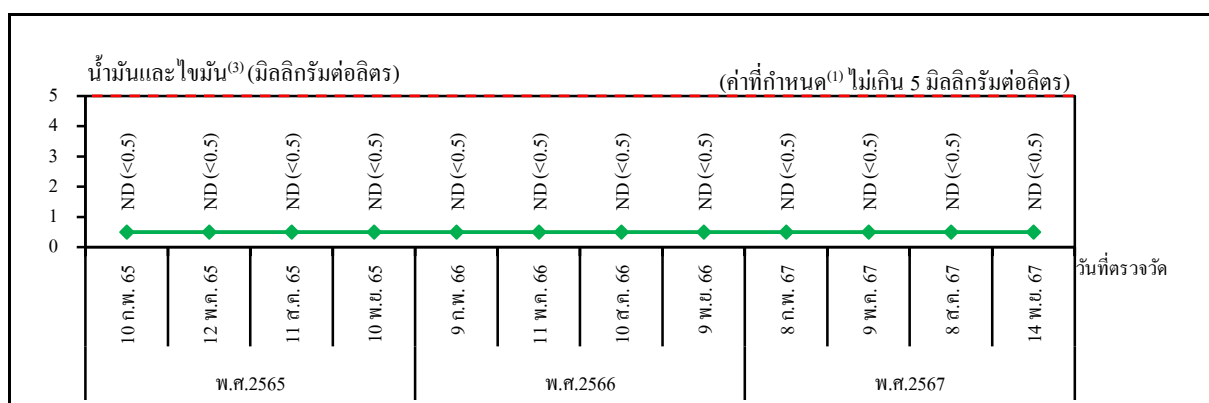 น้ำมันและไขมัน(3) (มิลลิกรัมต่อลิตร)
(ค่าที่กำหนด(1) ไม่เกิน 5 มิลลิกรัมต่อลิตร)
5
4
3
2
1
0
ND (<0.5)
ND (<0.5)
ND (<0.5)
ND (<0.5)
ND (<0.5)
ND (<0.5)
ND (<0.5)
ND (<0.5)
ND (<0.5)
ND (<0.5)
ND (<0.5)
ND (<0.5)
วันที่ตรวจวัด
10 ก.พ. 65
12 พ.ค. 65
11 ส.ค. 65
10 พ.ย. 65
9 ก.พ. 66
11 พ.ค. 66
10 ส.ค. 66
9 พ.ย. 66
8 ก.พ. 67
9 พ.ค. 67
8 ส.ค. 67
14 พ.ย. 67
พ.ศ.2565
พ.ศ.2566
พ.ศ.2567